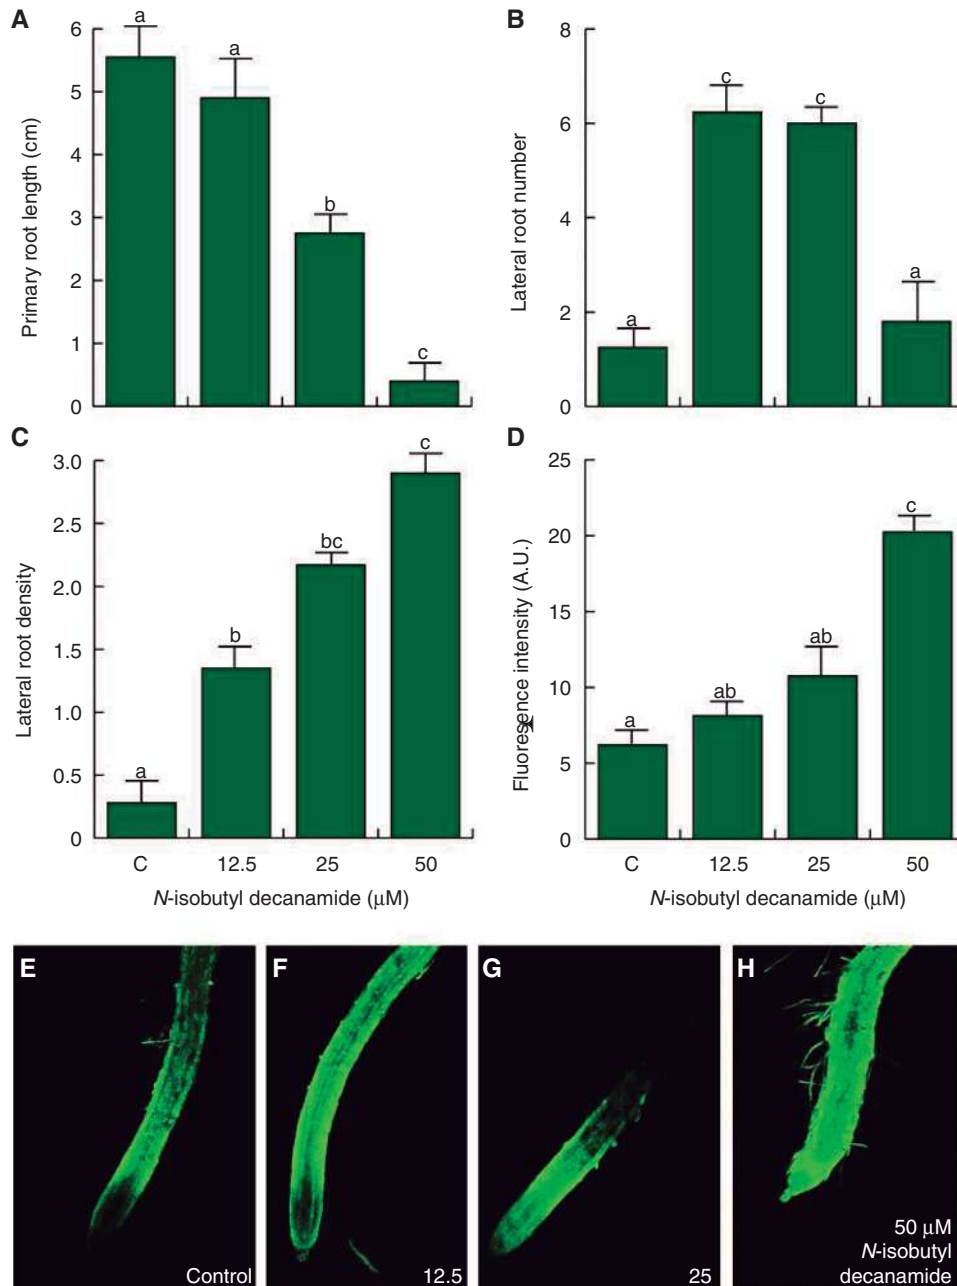 A
6
5
4
3
2
1
0
Primary root length (cm)
a
a
b
c
B
8
6
4
2
0
Lateral root number
a
c
c
a
C
3.0
2.5
2.0
1.5
1.0
0.5
0
Lateral root density
a
b
bc
c
C 12.5 25 50
N-isobutyl decanamide (μM)
D
25
20
15
10
5
0
Fluoresence intensity (A.U.)
a
ab
ab
c
C 12.5 25 50
N-isobutyl decanamide (μM)
E
Control
F
12.5
G
25
H
50 μM
N-isobutyl
decanamide